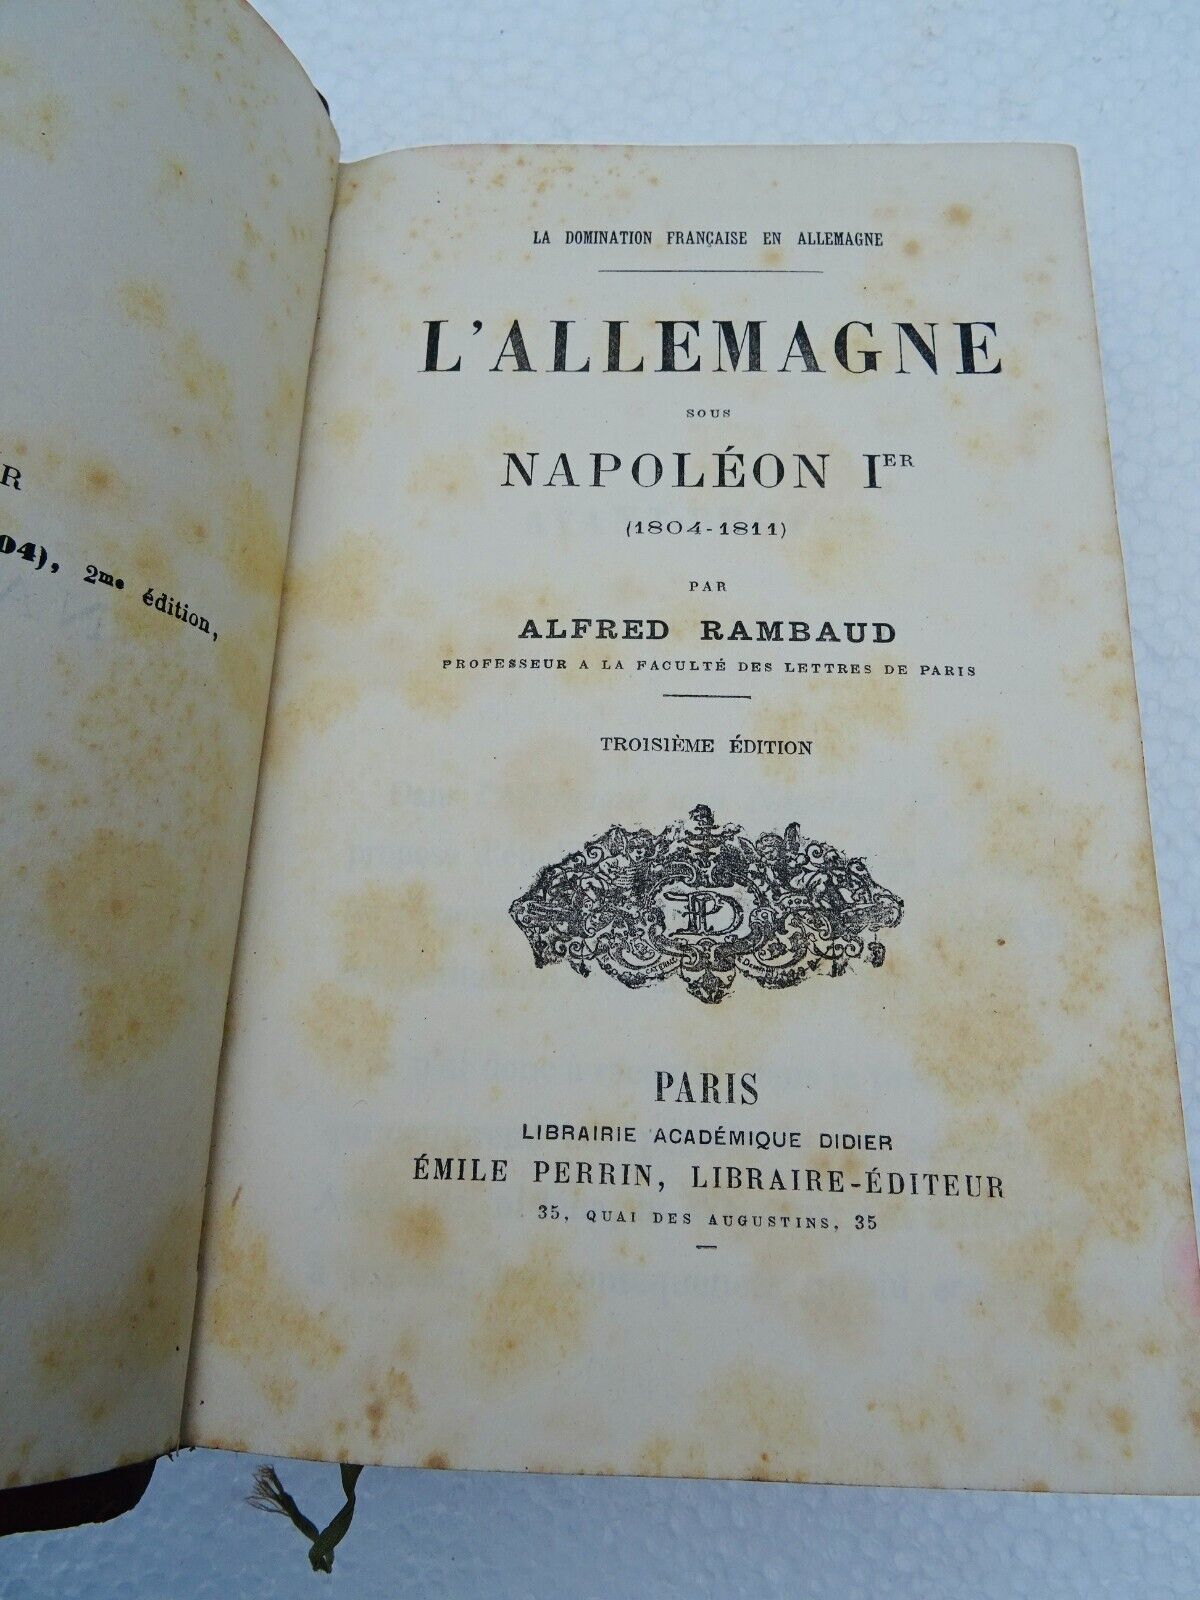 R
04), 2me édition,
LA DOMINATION FRANÇAISE EN ALLEMAGNE
L'ALLEMAGNE
SOUS
NAPOLÉON IER
(1804-1811)
PAR
ALFRED RAMBAUD
PROFESSEUR A LA FACULTÉ DES LETTRES DE PARIS
TROISIÈME ÉDITION
PARIS
LIBRAIRIE ACADÉMIQUE DIDIER
ÉMILE PERRIN, LIBRAIRE-ÉDITEUR
35, QUAI DES AUGUSTINS, 35